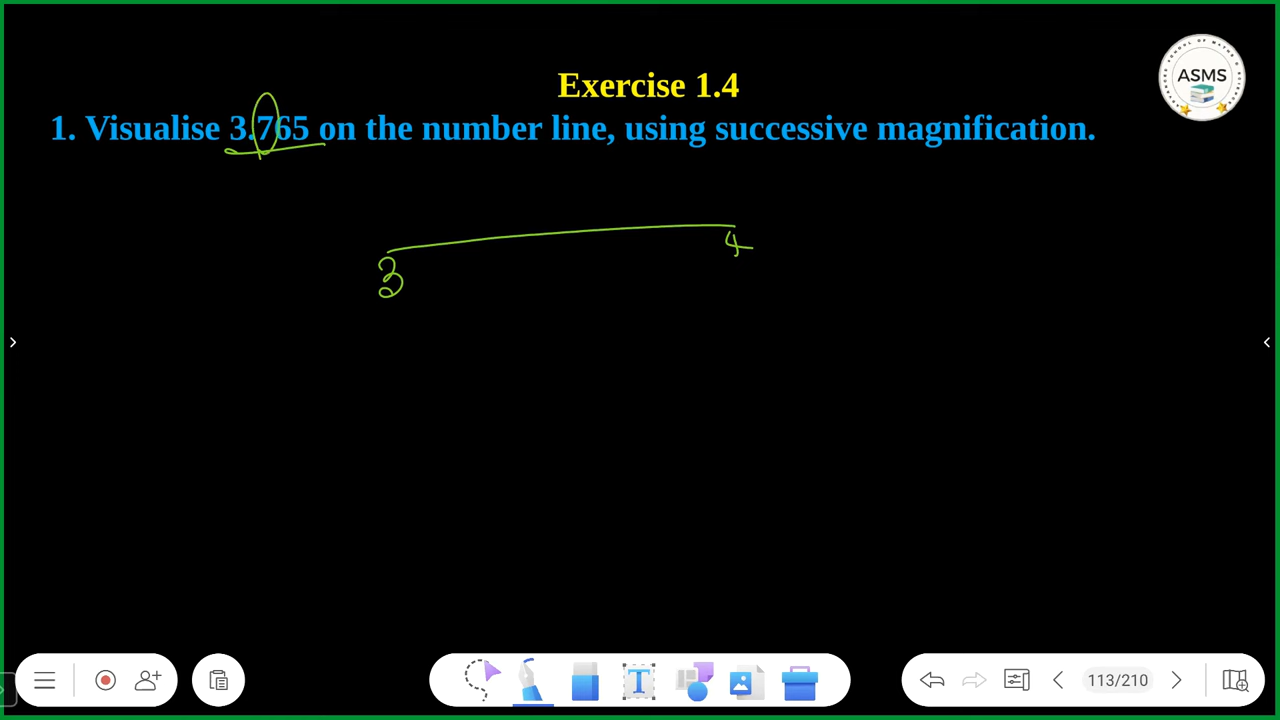 Exercise 1.4
ASMS
1. Visualise 3.765 on the number line, using successive magnification.
3
4
113/210